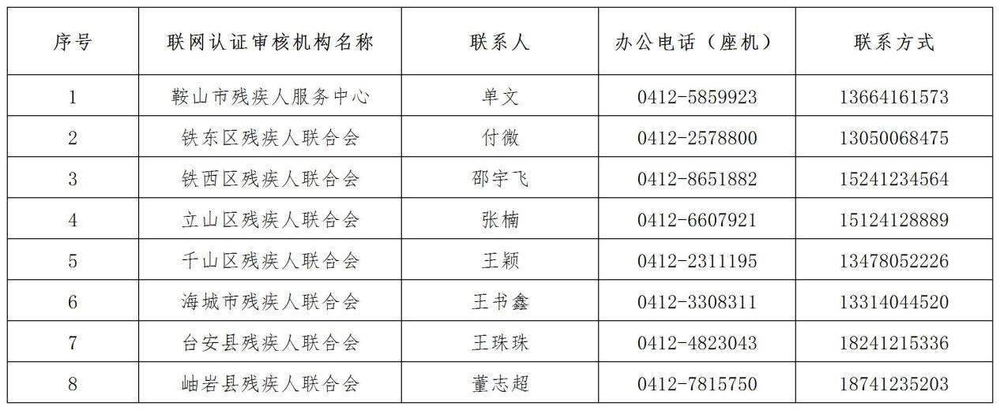 序号 联网认证审核机构名称 联系人 办公电话（座机） 联系方式
1 鞍山市残疾人服务中心 单文 0412-5859923 13664161573
2 铁东区残疾人联合会 付微 0412-2578800 13050068475
3 铁西区残疾人联合会 邵宇飞 0412-8651882 15241234564
4 立山区残疾人联合会 张楠 0412-6607921 15124128889
5 千山区残疾人联合会 王颖 0412-2311195 13478052226
6 海城市残疾人联合会 王书鑫 0412-3308311 13314044520
7 台安县残疾人联合会 王珠珠 0412-4823043 18241215336
8 岫岩县残疾人联合会 董志超 0412-7815750 18741235203